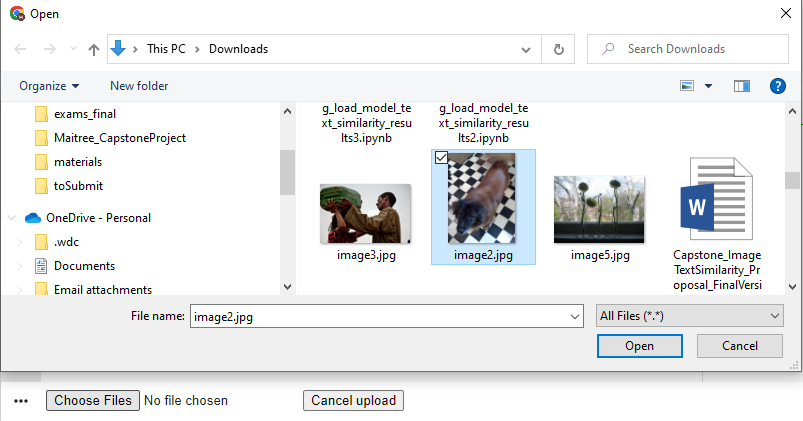 Open
This PC
Downloads
Search Downloads
Organize
New folder
exams_final
Maitree_CapstoneProject
materials
toSubmit
OneDrive - Personal
.wdc
Documents
Email attachments
g_load_model_te
xt_similarity_resu
lts3.ipynb
g_load_model_te
xt_similarity_resu
lts2.ipynb
image3.jpg
image2.jpg
image5.jpg
W
Capstone_Image
TextSimilarity_Pr
oposal_FinalVersi
File name:
image2.jpg
All Files (*.*)
Open
Cancel
Choose Files
No file chosen
Cancel upload